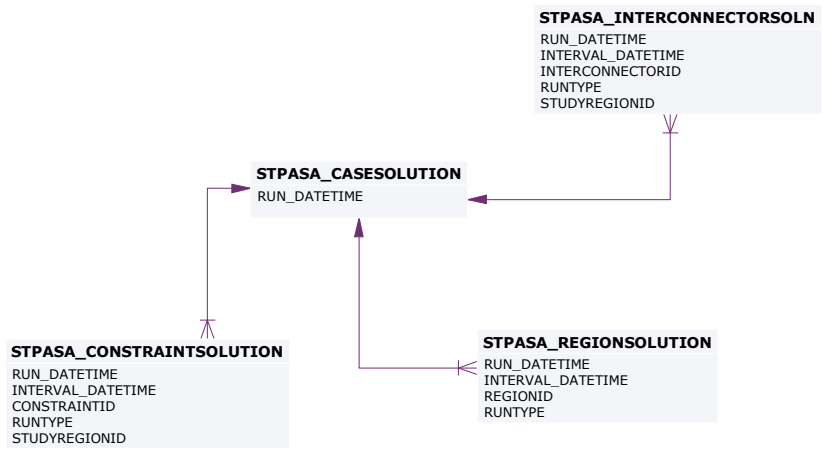 STPASA_INTERCONNECTORSOLN
RUN_DATETIME
INTERVAL_DATETIME
INTERCONNECTORID
RUNTYPE
STUDYREGIONID
STPASA_CASESOLUTION
RUN_DATETIME
STPASA_CONSTRAINTSOLUTION
RUN_DATETIME
INTERVAL_DATETIME
CONSTRAINTID
RUNTYPE
STUDYREGIONID
STPASA_REGIONSOLUTION
RUN_DATETIME
INTERVAL_DATETIME
REGIONID
RUNTYPE